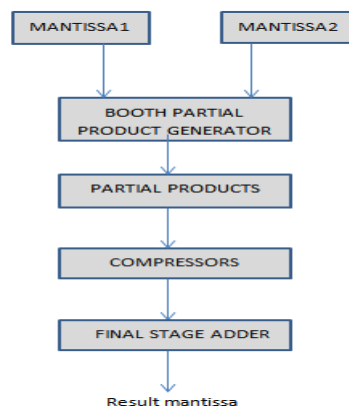 MANTISSA1
MANTISSA2
BOOTH PARTIAL
PRODUCT GENERATOR
PARTIAL PRODUCTS
COMPRESSORS
FINAL STAGE ADDER
Result mantissa